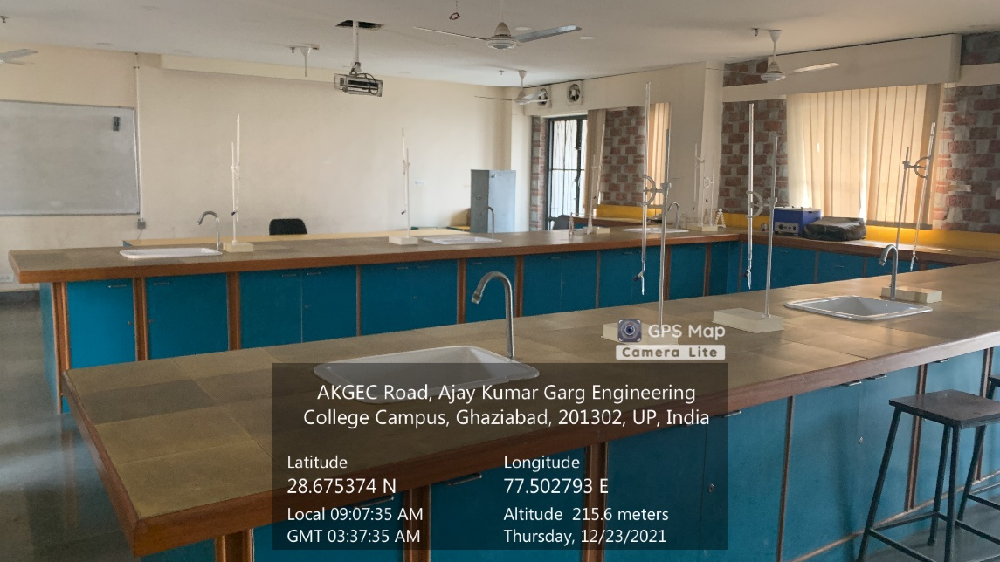 GPS Map
Camera Lite
AKGEC Road, Ajay Kumar Garg Engineering
College Campus, Ghaziabad, 201302, UP, India
Latitude
28.675374 N
Longitude
77.502793 E
Local 09:07:35 AM
GMT 03:37:35 AM
Altitude 215.6 meters
Thursday, 12/23/2021